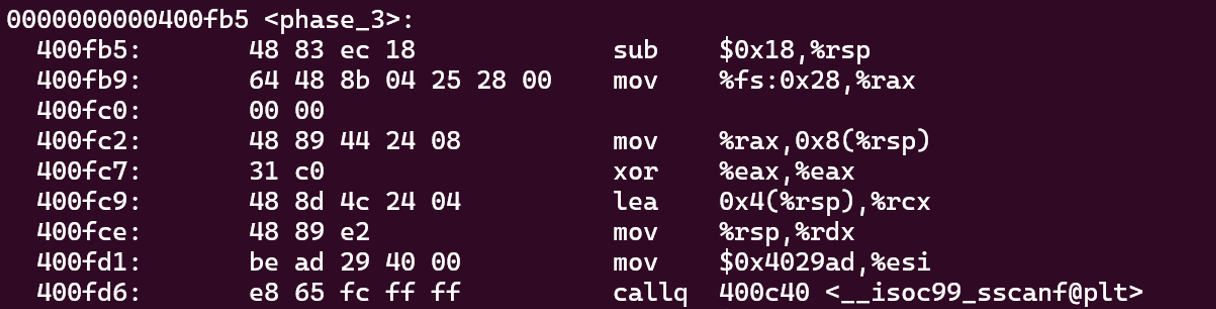 0000000000400fb5 <phase_3>:
  400fb5:       48 83 ec 18             sub    $0x18,%rsp
  400fb9:       64 48 8b 04 25 28 00    mov    %fs:0x28,%rax
  400fc0:       00 00
  400fc2:       48 89 44 24 08          mov    %rax,0x8(%rsp)
  400fc7:       31 c0                   xor    %eax,%eax
  400fc9:       48 8d 4c 24 04          lea    0x4(%rsp),%rcx
  400fce:       48 89 e2                mov    %rsp,%rdx
  400fd1:       be ad 29 40 00          mov    $0x4029ad,%esi
  400fd6:       e8 65 fc ff ff          callq  400c40 <__isoc99_sscanf@plt>